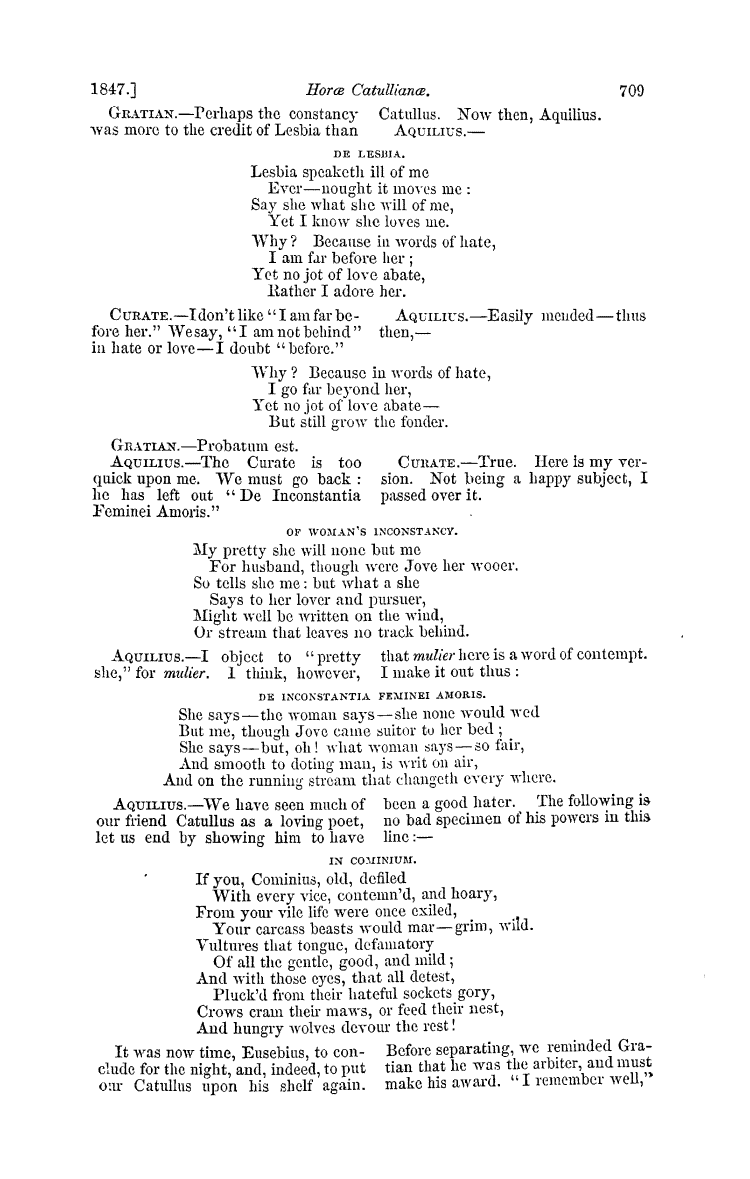 1847.] Horæ Catullianæ. 709
GRATIAN.—Perhaps the constancy
was more to the credit of Lesbia than
Catullus. Now then, Aquilius.
AQUILIUS.—
DE LESBIA.
Lesbia speaketh ill of me
Ever—nought it moves me :
Say she what she will of me,
Yet I know she loves me.
Why? Because in words of hate,
I am far before her ;
Yet no jot of love abate,
Rather I adore her.
CURATE.—I don't like "I am far be-
fore her." We say, "I am not behind"
in hate or love—I doubt "before."
AQUILIUS.—Easily mended—thus
then,—
Why? Because in words of hate,
I go far beyond her,
Yet no jot of love abate—
But still grow the fonder.
GRATIAN.—Probatum est.
AQUILIUS.—The Curate is too
quick upon me. We must go back :
he has left out "De Inconstantia
Feminei Amoris."
CURATE.—True. Here is my ver-
sion. Not being a happy subject, I
passed over it.
OF WOMAN'S INCONSTANCY.
My pretty she will none but me
For husband, though were Jove her wooer.
So tells she me : but what a she
Says to her lover and pursuer,
Might well be written on the wind,
Or stream that leaves no track behind.
AQUILIUS.—I object to "pretty
she," for mulier. I think, however,
that mulier here is a word of contempt.
I make it out thus :
DE INCONSTANTIA FEMINEI AMORIS.
She says—the woman says—she none would wed
But me, though Jove came suitor to her bed ;
She says—but, oh! what woman says—so fair,
And smooth to doting man, is writ on air,
And on the running stream that changeth every where.
AQUILIUS.—We have seen much of
our friend Catullus as a loving poet,
let us end by showing him to have
been a good hater. The following is
no bad specimen of his powers in this
line :—
IN COMINIUM.
If you, Cominius, old, defiled
With every vice, contemn'd, and hoary,
From your vile life were once exiled,
Your carcass beasts would mar—grim, wild.
Vultures that tongue, defamatory
Of all the gentle, good, and mild ;
And with those eyes, that all detest,
Pluck'd from their hateful sockets gory,
Crows cram their maws, or feed their nest,
And hungry wolves devour the rest!
It was now time, Eusebius, to con-
clude for the night, and, indeed, to put
our Catullus upon his shelf again.
Before separating, we reminded Gra-
tian that he was the arbiter, and must
make his award. "I remember well,"